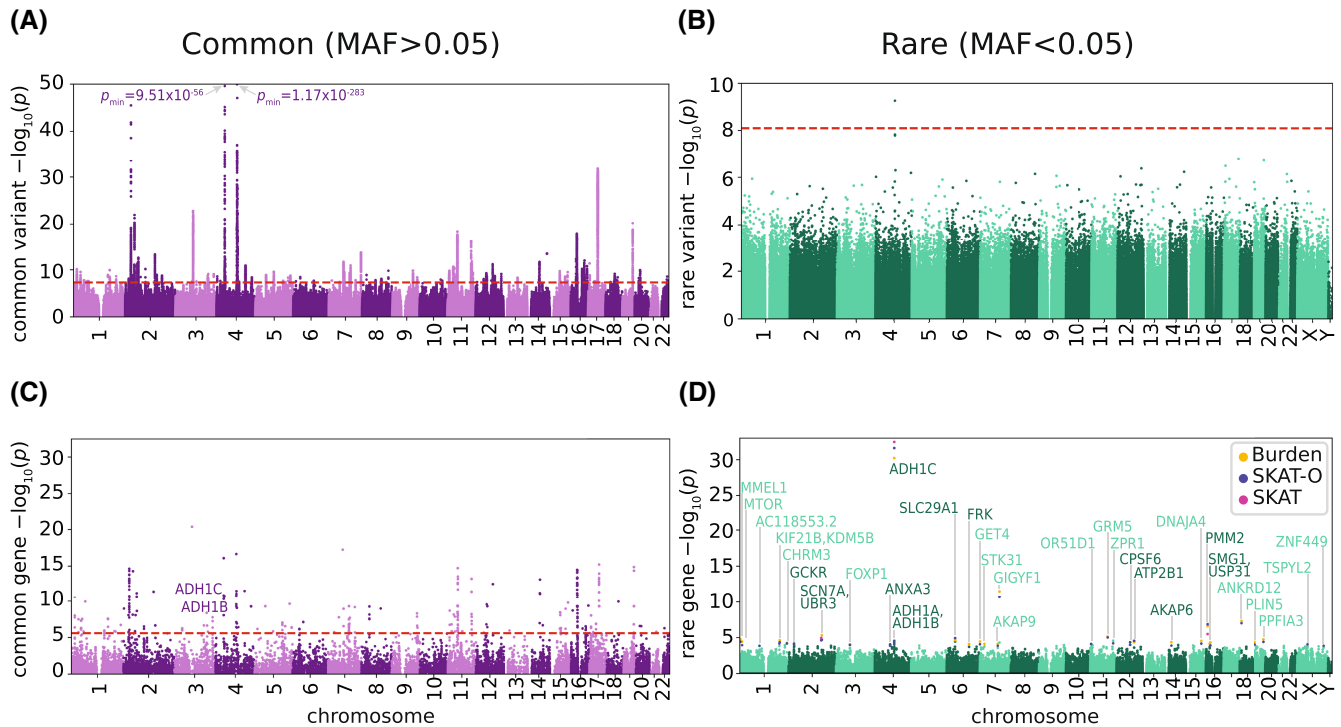 (A)
Common (MAF>0.05)
common variant −log10(p)
50
40
30
20
10
0
pmin=9.51x10-56
pmin=1.17x10-283
1 2 3 4 5 6 7 8 9 10 11 12 13 14 15 16 17 18 20 22
(B)
Rare (MAF<0.05)
rare variant −log10(p)
10
8
6
4
2
0
1 2 3 4 5 6 7 8 9 10 11 12 13 14 15 16 18 20 22 X Y
(C)
common gene −log10(p)
30
25
20
15
10
5
0
ADH1C,
ADH1B
1 2 3 4 5 6 7 8 9 10 11 12 13 14 15 16 17 18 20 22
chromosome
(D)
rare gene −log10(p)
30
25
20
15
10
5
0
Burden
SKAT-O
SKAT
MMEL1
MTOR
AC118553.2
KIF21B,KDM5B
CHRM3
GCKR
SCN7A,
UBR3
FOXP1
ADH1C
ANXA3
ADH1A,
ADH1B
SLC29A1
FRK
GET4
STK31
GIGYF1
AKAP9
OR51D1
GRM5
ZPR1
CPSF6
ATP2B1
AKAP6
DNAJA4
PMM2
SMG1,
USP31
ANKRD12
PLIN5
PPFIA3
TSPYL2
ZNF449
1 2 3 4 5 6 7 8 9 10 11 12 13 14 15 16 18 20 22 X Y
chromosome